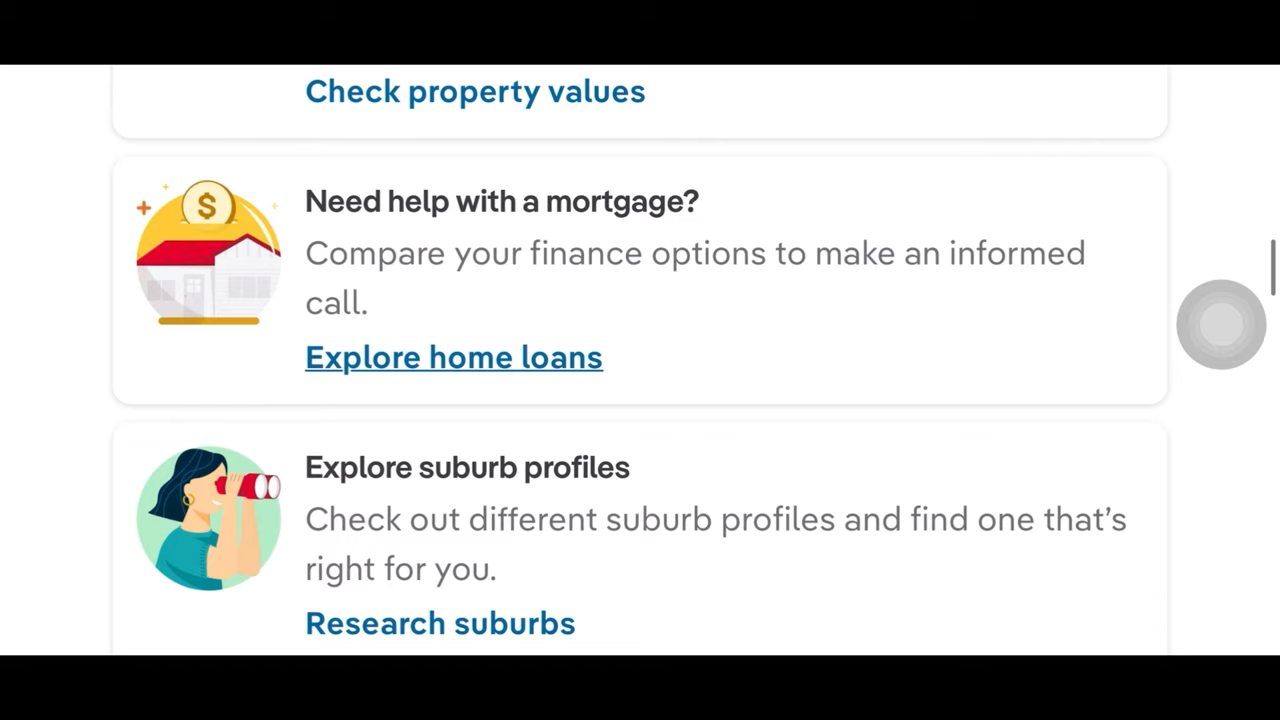 Check property values
$
Need help with a mortgage?
Compare your finance options to make an informed
call.
Explore home loans
Explore suburb profiles
Check out different suburb profiles and find one that’s
right for you.
Research suburbs